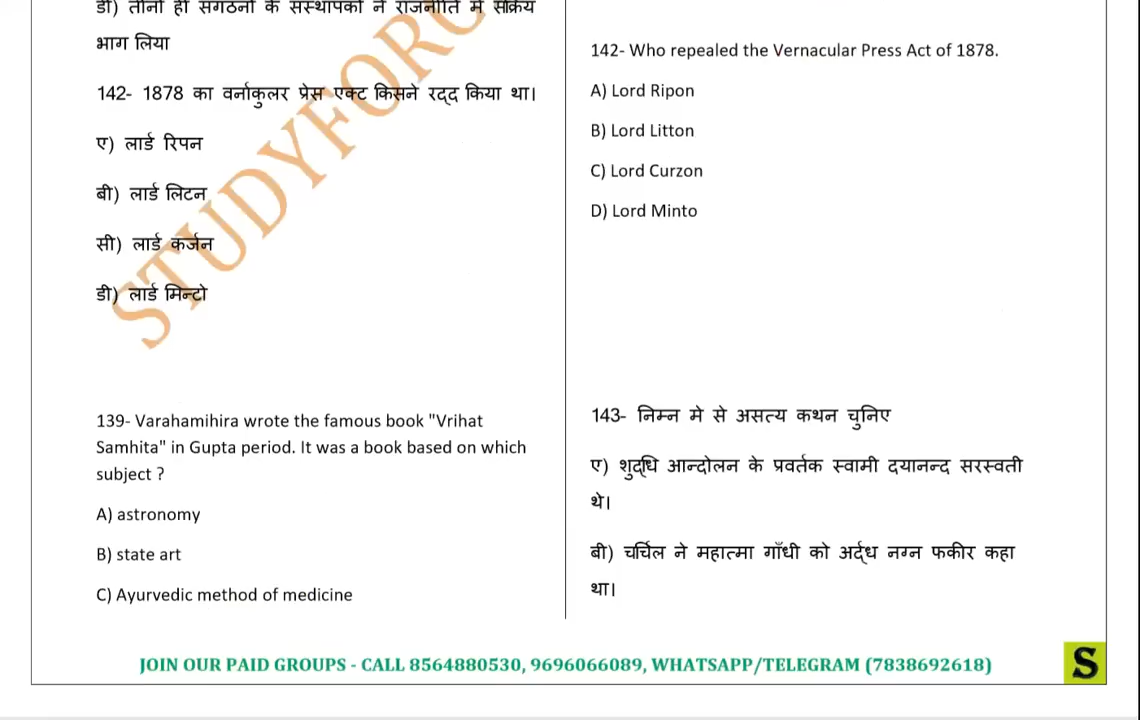 डी) तीनो ही संगठनो के संस्थापको ने राजनीति मे सक्रिय
भाग लिया
142- 1878 का वर्नाकुलर प्रेस एक्ट किसने रद्द किया था।
ए) लार्ड रिपन
बी) लार्ड लिटन
सी) लार्ड कर्जन
डी) लार्ड मिन्टो
139- Varahamihira wrote the famous book "Vrihat
Samhita" in Gupta period. It was a book based on which
subject ?
A) astronomy
B) state art
C) Ayurvedic method of medicine
142- Who repealed the Vernacular Press Act of 1878.
A) Lord Ripon
B) Lord Litton
C) Lord Curzon
D) Lord Minto
143- निम्न मे से असत्य कथन चुनिए
ए) शुद्धि आन्दोलन के प्रवर्तक स्वामी दयानन्द सरस्वती
थे।
बी) चर्चिल ने महात्मा गाँधी को अर्द्ध नग्न फकीर कहा
था।
STUDYFORC
JOIN OUR PAID GROUPS - CALL 8564880530, 9696066089, WHATSAPP/TELEGRAM (7838692618)
S